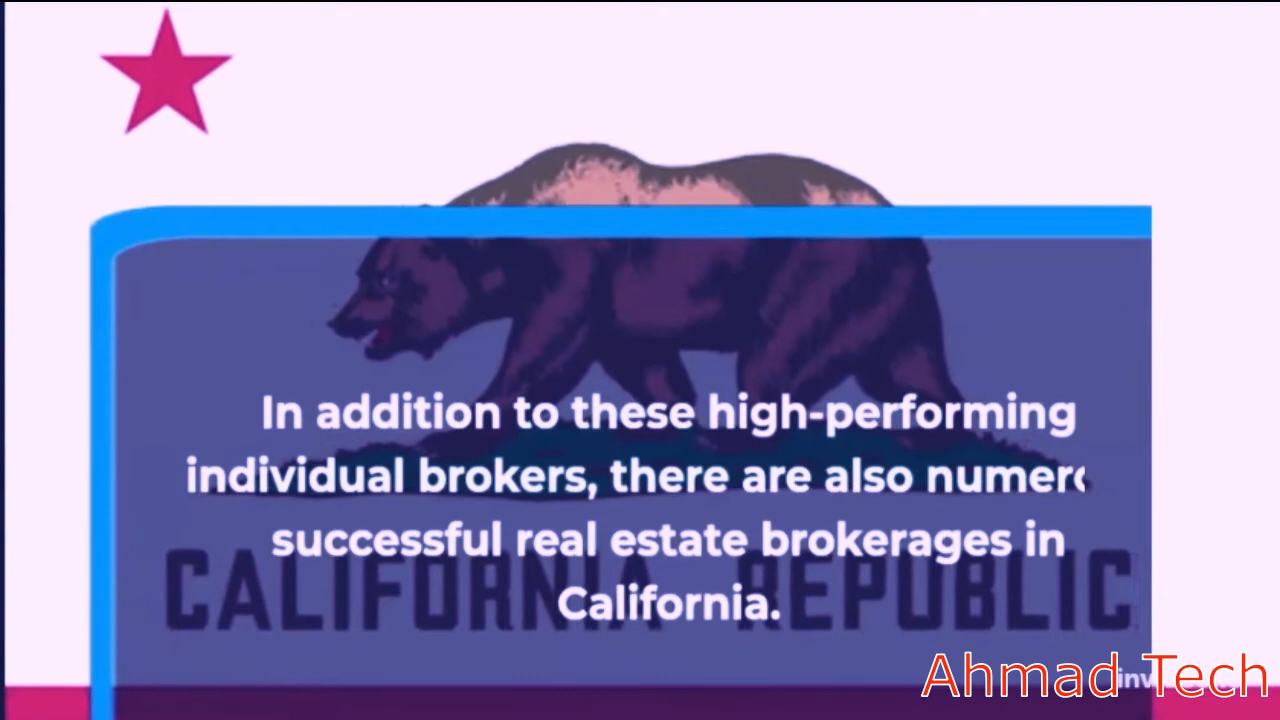 In addition to these high-performing
individual brokers, there are also
successful real estate brokerages in
California.
CALIFORNIA REPUBLIC
Ahmad Tech